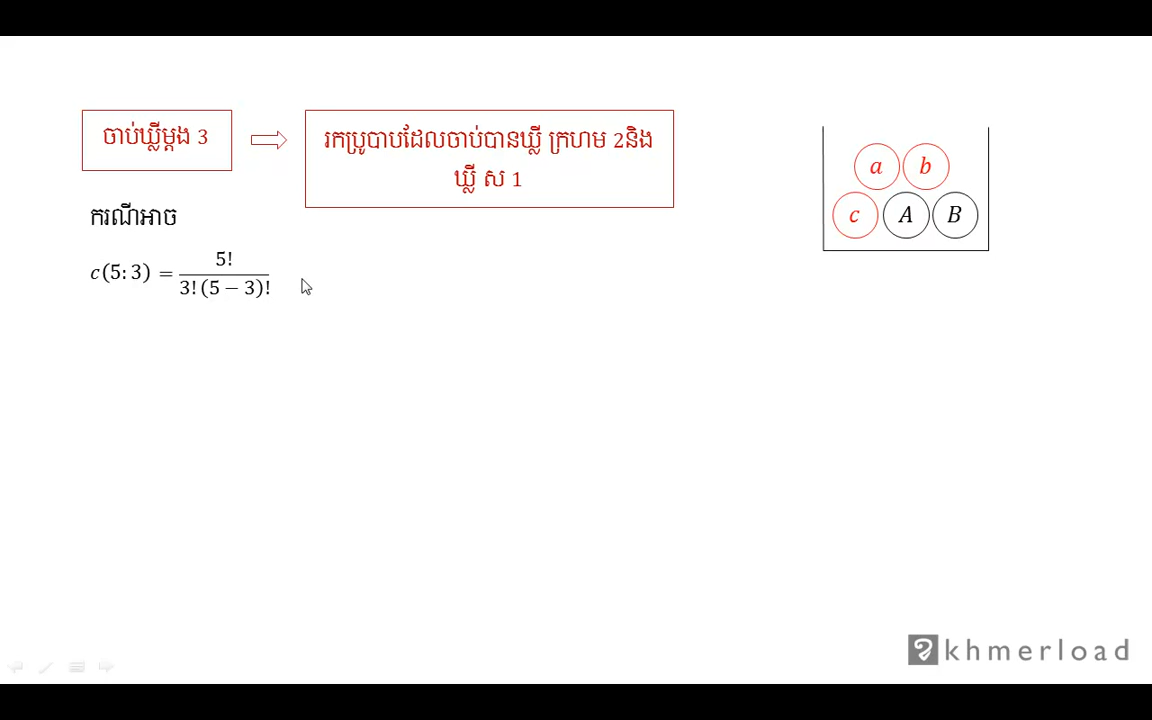 ចាប់ឃ្លីម្តង 3
រកប្រូបាបដែលចាប់បានឃ្លី ក្រហម 2និង
ឃ្លី ស 1
ករណីអាច
c(5:3) = 5! / 3!(5 − 3)!
a b
c A B
khmerload